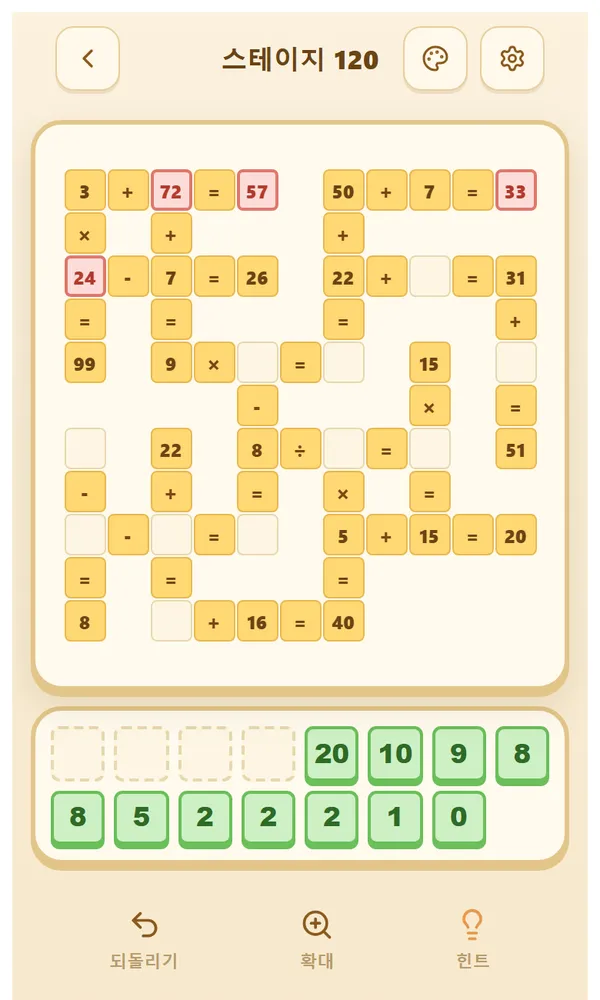 스테이지 120
3 + 72 = 57 50 + 7 = 33
× + +
24 - 7 = 26 22 + = 31
= = = +
99 9 × = 15
- × =
22 8 ÷ = 51
- + = × =
- = 5 + 15 = 20
= = =
8 + 16 = 40
20 10 9 8
8 5 2 2 2 1 0
되돌리기 확대 힌트